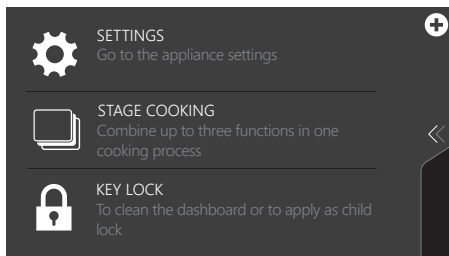 SETTINGS
Go to the appliance settings
STAGE COOKING
Combine up to three functions in one
cooking process
KEY LOCK
To clean the dashboard or to apply as child
lock